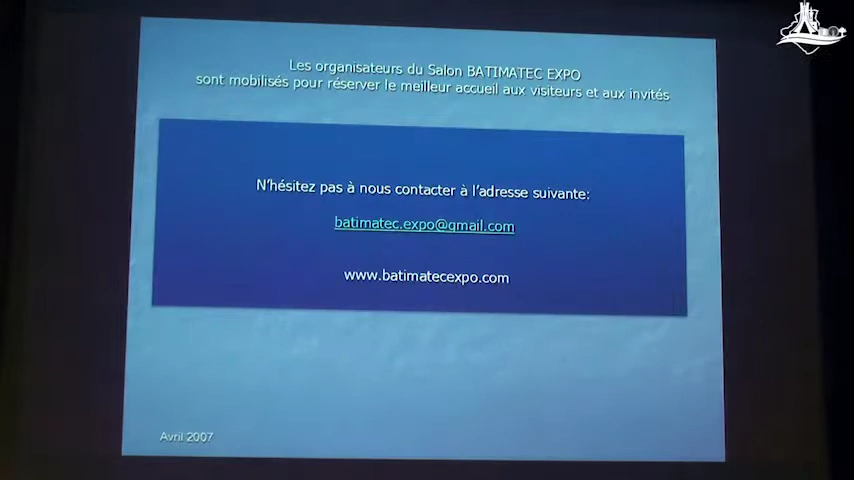 Les organisateurs du Salon BATIMATEC EXPO
sont mobilisés pour réserver le meilleur accueil aux visiteurs et aux invités
N'hésitez pas à nous contacter à l'adresse suivante:
batimatec.expo@gmail.com
www.batimatecexpo.com
Avril 2007